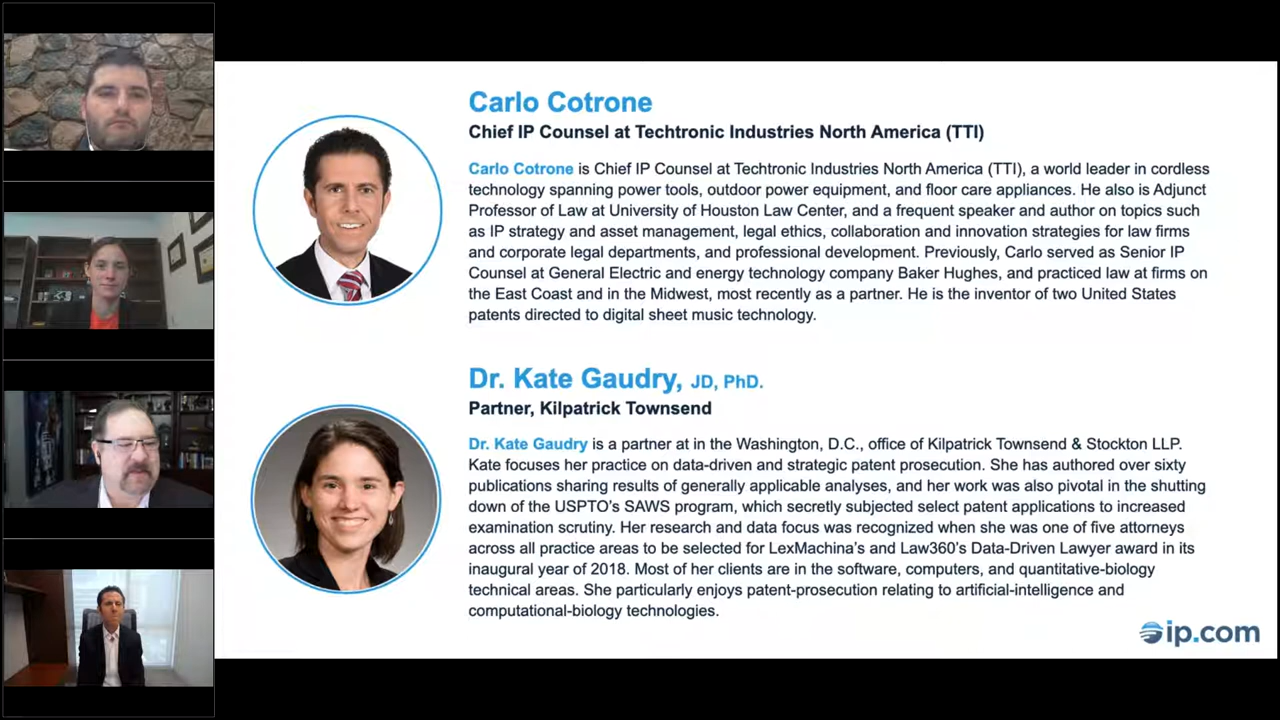 Carlo Cotrone
Chief IP Counsel at Techtronic Industries North America (TTI)
Carlo Cotrone is Chief IP Counsel at Techtronic Industries North America (TTI), a world leader in cordless
technology spanning power tools, outdoor power equipment, and floor care appliances. He also is Adjunct
Professor of Law at University of Houston Law Center, and a frequent speaker and author on topics such
as IP strategy and asset management, legal ethics, collaboration and innovation strategies for law firms
and corporate legal departments, and professional development. Previously, Carlo served as Senior IP
Counsel at General Electric and energy technology company Baker Hughes, and practiced law at firms on
the East Coast and in the Midwest, most recently as a partner. He is the inventor of two United States
patents directed to digital sheet music technology.
Dr. Kate Gaudry, JD, PhD.
Partner, Kilpatrick Townsend
Dr. Kate Gaudry is a partner at in the Washington, D.C., office of Kilpatrick Townsend & Stockton LLP.
Kate focuses her practice on data-driven and strategic patent prosecution. She has authored over sixty
publications sharing results of generally applicable analyses, and her work was also pivotal in the shutting
down of the USPTO's SAWS program, which secretly subjected select patent applications to increased
examination scrutiny. Her research and data focus was recognized when she was one of five attorneys
across all practice areas to be selected for LexMachina's and Law360's Data-Driven Lawyer award in its
inaugural year of 2018. Most of her clients are in the software, computers, and quantitative-biology
technical areas. She particularly enjoys patent-prosecution relating to artificial-intelligence and
computational-biology technologies.
ip.com